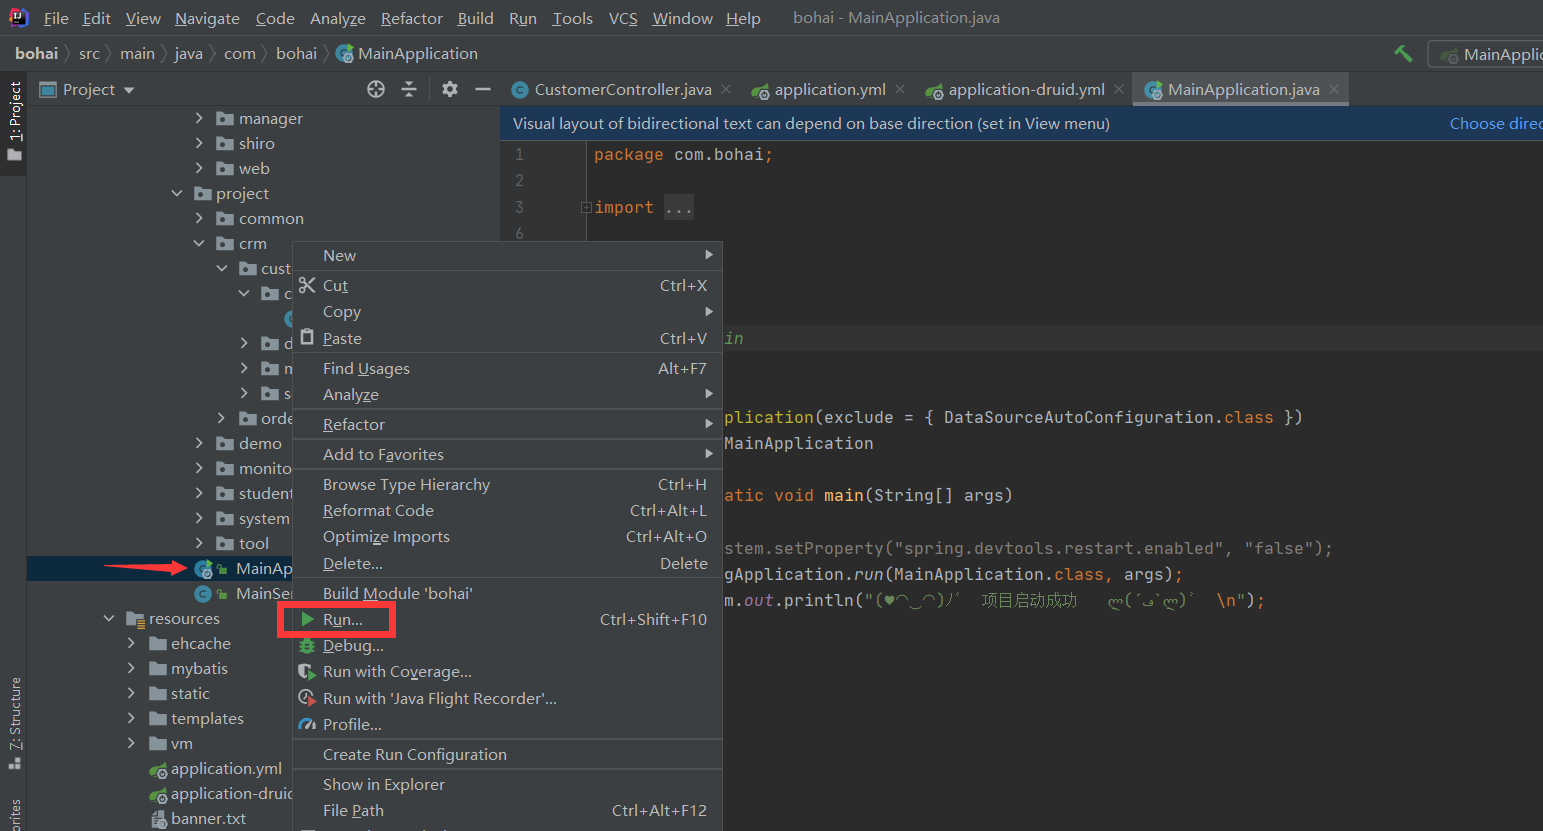 File Edit View Navigate Code Analyze Refactor Build Run Tools VCS Window Help bohai - MainApplication.java
bohai src main java com bohai MainApplication
MainApplic
1: Project
Project
CustomerController.java application.yml application-druid.yml MainApplication.java
Visual layout of bidirectional text can depend on base direction (set in View menu) Choose direc
manager
shiro
web
project
common
crm
cust
c
d
m
s
orde
demo
monito
student
system
tool
MainAp
MainSer
resources
ehcache
mybatis
static
templates
vm
application.yml
application-druid
banner.txt
7: Structure
orites
New
Cut Ctrl+X
Copy
Paste Ctrl+V
Find Usages Alt+F7
Analyze
Refactor
Add to Favorites
Browse Type Hierarchy Ctrl+H
Reformat Code Ctrl+Alt+L
Optimize Imports Ctrl+Alt+O
Delete... Delete
Build Module 'bohai'
Run... Ctrl+Shift+F10
Debug...
Run with Coverage...
Run with 'Java Flight Recorder'...
Profile...
Create Run Configuration
Show in Explorer
File Path Ctrl+Alt+F12
1 package com.bohai;
2
3 import ...
6
in
plication(exclude = { DataSourceAutoConfiguration.class })
MainApplication
atic void main(String[] args)
stem.setProperty("spring.devtools.restart.enabled", "false");
gApplication.run(MainApplication.class, args);
m.out.println("(♥◠‿◠)ﾉﾞ 项目启动成功 ლ(´ڡ`ლ)ﾞ \n");